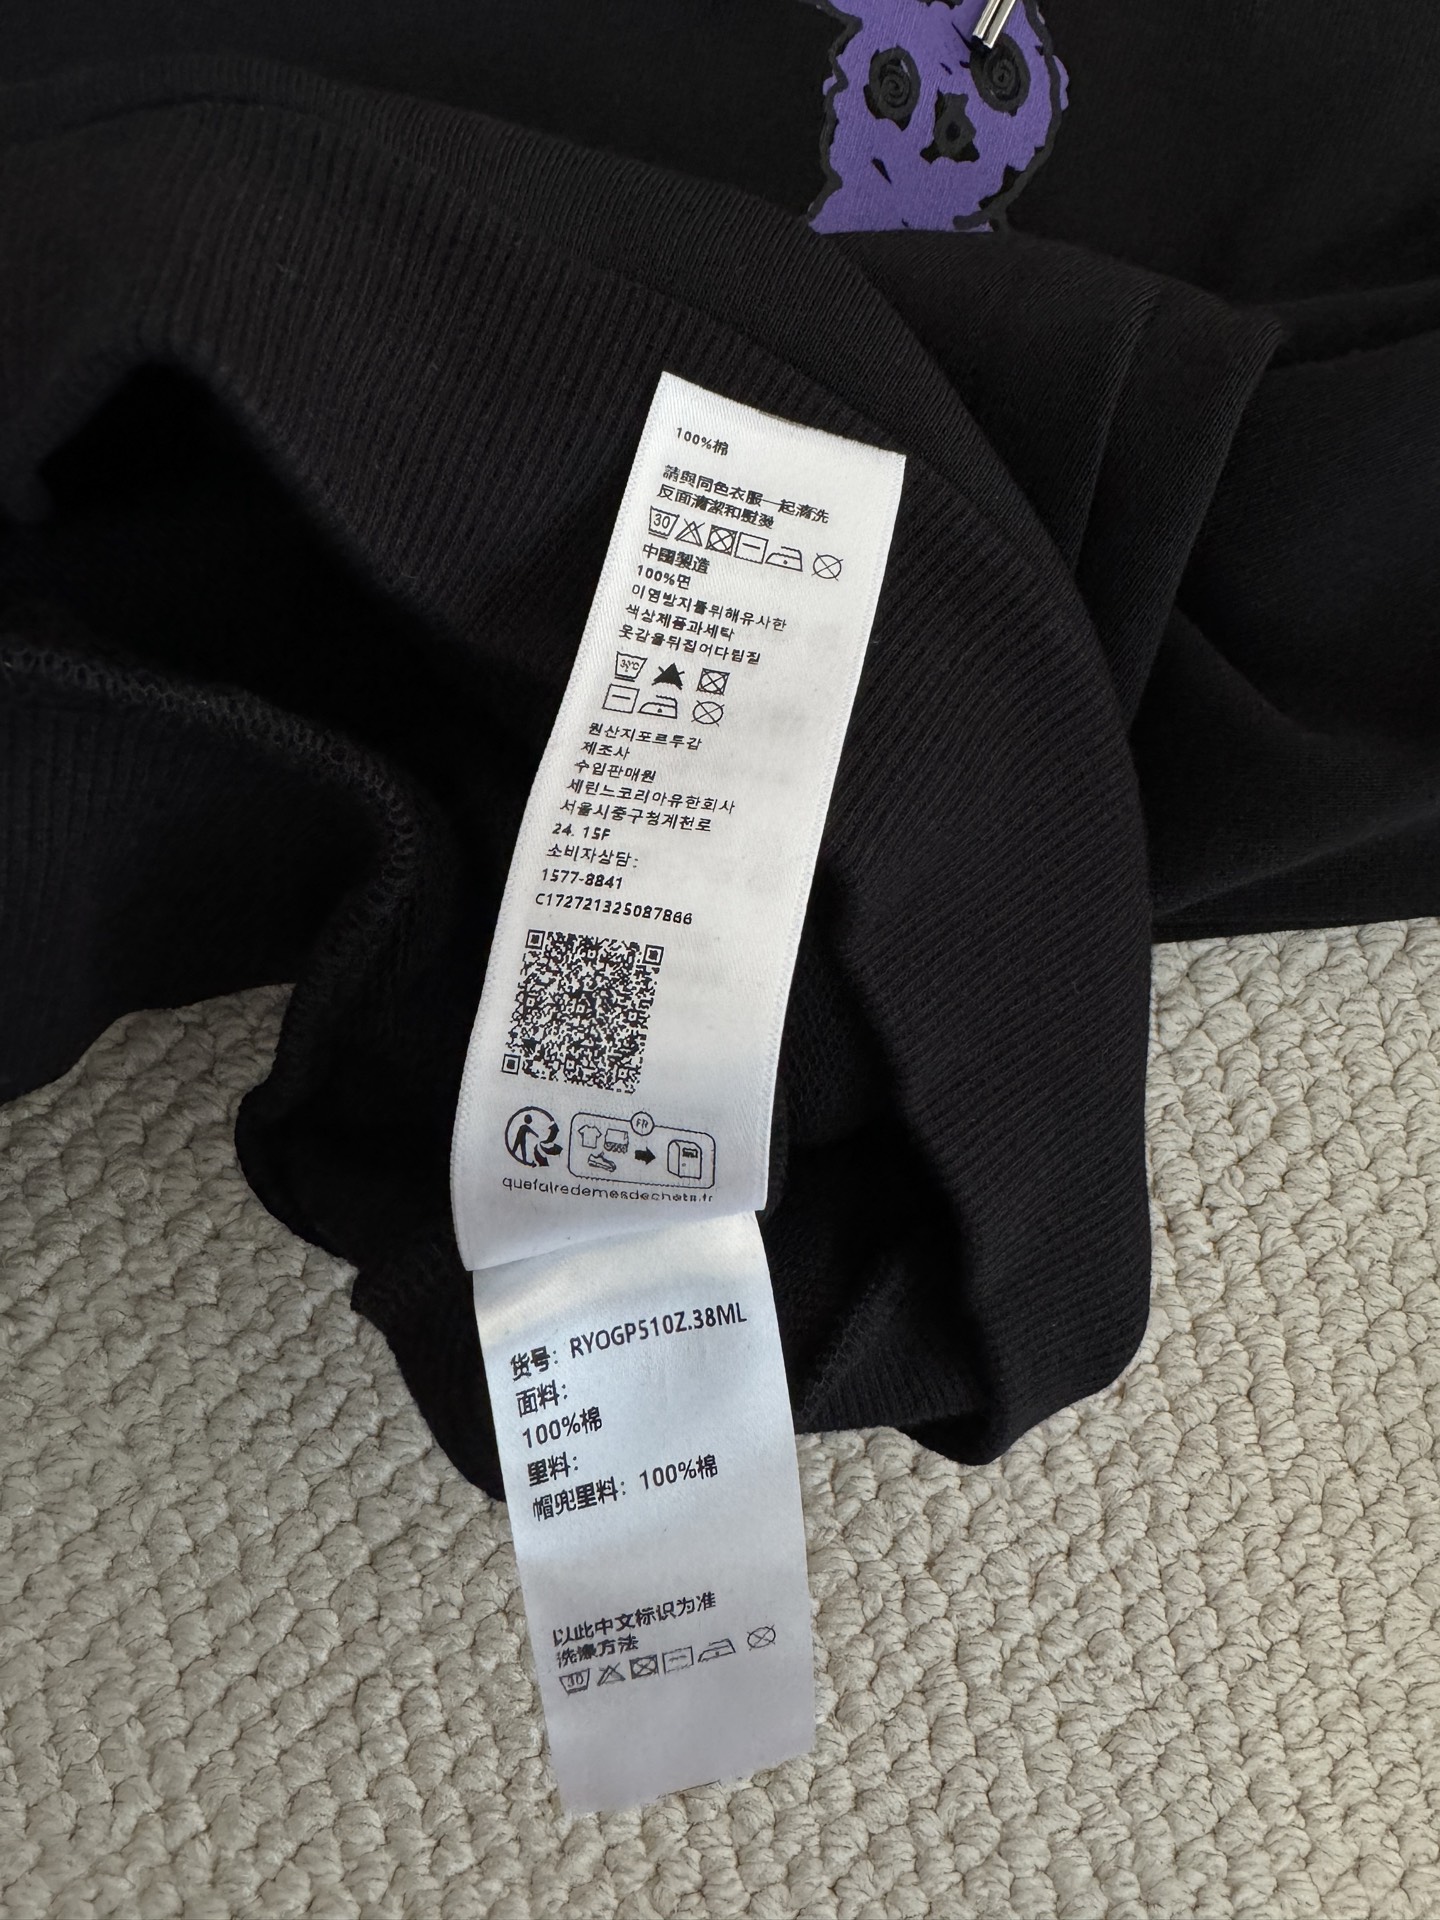 100%棉
請與同色衣服一起清洗
反面清潔和熨燙
30
中國製造
100%면
이염방지를위해유사한
색상제품과세탁
옷감을뒤집어다림질
30°C
원산지포르투갈
제조사
수입판매원
세린느코리아유한회사
서울시중구청계천로
24. 15F
소비자상담:
1577-8841
C172721325087866
FR
quefairedemesdechets.fr
货号: RYOGP510Z.38ML
面料:
100%棉
里料:
帽兜里料: 100%棉
以此中文标识为准
洗涤方法
30